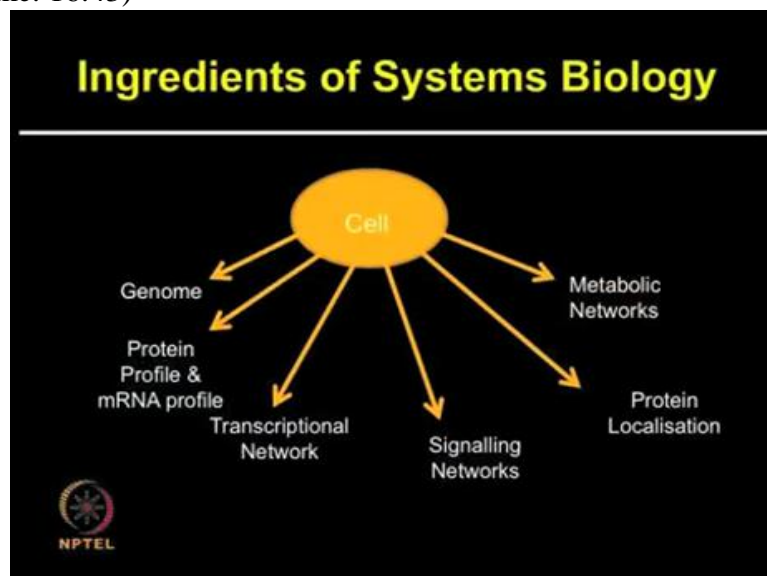 Ingredients of Systems Biology
Cell
Genome
Protein
Profile &
mRNA profile
Transcriptional
Network
Signalling
Networks
Protein
Localisation
Metabolic
Networks
NPTEL